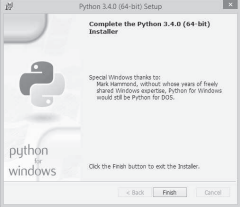 Python 3.4.0 (64-bit) Setup
Complete the Python 3.4.0 (64-bit)
Installer
Special Windows thanks to:
Mark Hammond, without whose years of freely
shared Windows expertise, Python for Windows
would still be Python for DOS.
python
for
windows
Click the Finish button to exit the Installer.
< Back
Finish
Cancel